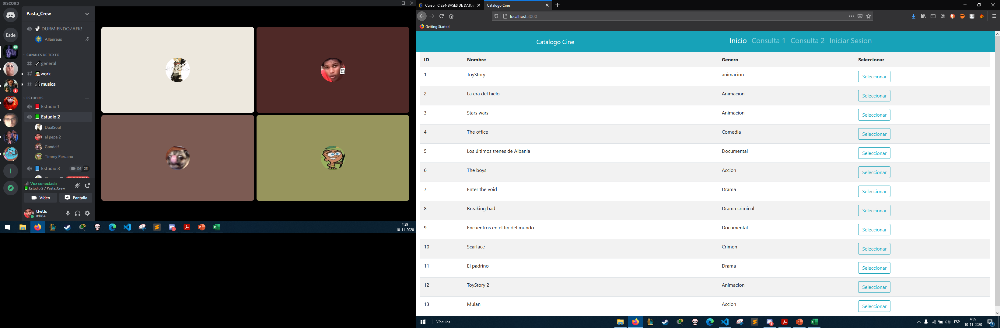 DISCORD
Pasta_Crew
DURMIENDO/AFK!
Allanreus
Esde
CANALES DE TEXTO
general
work
musica
1
ESTUDIOS
Estudio 1
Estudio 2
DualSoul
el pepe 2
Gandalf
Timmy Peruano
Estudio 3 06 25
EN DIRECTO
Voz conectada
Estudio 2 / Pasta_Crew
Vídeo Pantalla
UwUs
#1184
E
4:39
10-11-2020
Curso: ICI324-BASES DE DATOS
Catalogo Cine
localhost:3000
Getting Started
Catalogo Cine
Inicio Consulta 1 Consulta 2 Iniciar Sesion
ID Nombre Genero Seleccionar
1 ToyStory animacion Seleccionar
2 La era del hielo Animacion Seleccionar
3 Stars wars Animacion Seleccionar
4 The office Comedia Seleccionar
5 Los últimos trenes de Albania Documental Seleccionar
6 The boys Accion Seleccionar
7 Enter the void Drama Seleccionar
8 Breaking bad Drama criminal Seleccionar
9 Encuentros en el fin del mundo Documental Seleccionar
10 Scarface Crimen Seleccionar
11 El padrino Drama Seleccionar
12 ToyStory 2 Animacion Seleccionar
13 Mulan Accion Seleccionar
Vínculos
ESP
4:39
10-11-2020
3